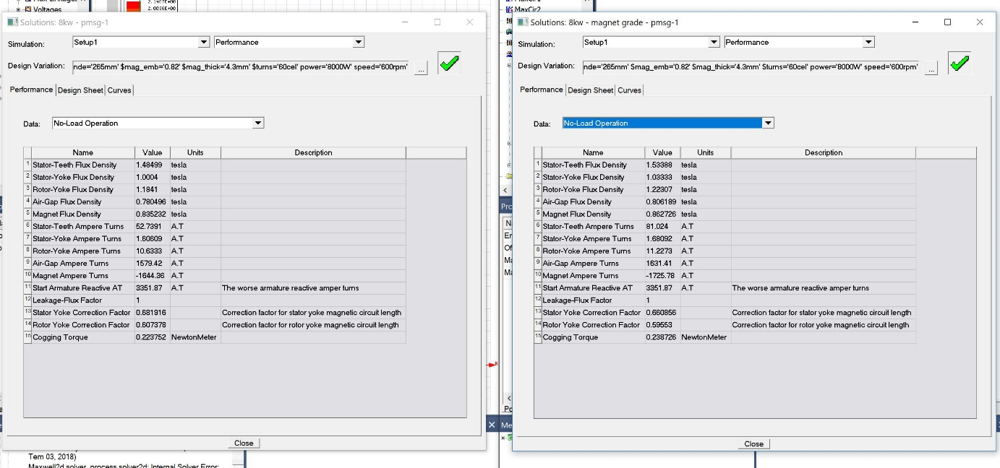 Voltages
2.0036E+00
MaxCir2
Solutions: 8kw - pmsg-1
Simulation: Setup1 Performance
Design Variation: nde='265mm' $mag_emb='0.82' $mag_thick='4.3mm' $turns='60cel' power='8000W' speed='600rpm' ...
Performance Design Sheet Curves
Data: No-Load Operation
Name Value Units Description
1 Stator-Teeth Flux Density 1.48499 tesla
2 Stator-Yoke Flux Density 1.0004 tesla
3 Rotor-Yoke Flux Density 1.1841 tesla
4 Air-Gap Flux Density 0.780496 tesla
5 Magnet Flux Density 0.835232 tesla
6 Stator-Teeth Ampere Turns 52.7391 A.T
7 Stator-Yoke Ampere Turns 1.60609 A.T
8 Rotor-Yoke Ampere Turns 10.6333 A.T
9 Air-Gap Ampere Turns 1579.42 A.T
10 Magnet Ampere Turns -1644.36 A.T
11 Start Armature Reactive AT 3351.87 A.T The worse armature reactive amper turns
12 Leakage-Flux Factor 1
13 Stator Yoke Correction Factor 0.681916 Correction factor for stator yoke magnetic circuit length
14 Rotor Yoke Correction Factor 0.607378 Correction factor for rotor yoke magnetic circuit length
15 Cogging Torque 0.223752 NewtonMeter
Close
Tem 03, 2018)
Maxwell2d solver, process solver2d: Internal Solver Error:
Solutions: 8kw - magnet grade - pmsg-1
Simulation: Setup1 Performance
Design Variation: nde='265mm' $mag_emb='0.82' $mag_thick='4.3mm' $turns='60cel' power='8000W' speed='600rpm' ...
Performance Design Sheet Curves
Data: No-Load Operation
Name Value Units Description
1 Stator-Teeth Flux Density 1.53388 tesla
2 Stator-Yoke Flux Density 1.03333 tesla
3 Rotor-Yoke Flux Density 1.22307 tesla
4 Air-Gap Flux Density 0.806189 tesla
5 Magnet Flux Density 0.862726 tesla
6 Stator-Teeth Ampere Turns 81.024 A.T
7 Stator-Yoke Ampere Turns 1.68092 A.T
8 Rotor-Yoke Ampere Turns 11.2273 A.T
9 Air-Gap Ampere Turns 1631.41 A.T
10 Magnet Ampere Turns -1725.78 A.T
11 Start Armature Reactive AT 3351.87 A.T The worse armature reactive amper turns
12 Leakage-Flux Factor 1
13 Stator Yoke Correction Factor 0.660856 Correction factor for stator yoke magnetic circuit length
14 Rotor Yoke Correction Factor 0.59553 Correction factor for rotor yoke magnetic circuit length
15 Cogging Torque 0.238726 NewtonMeter
Close